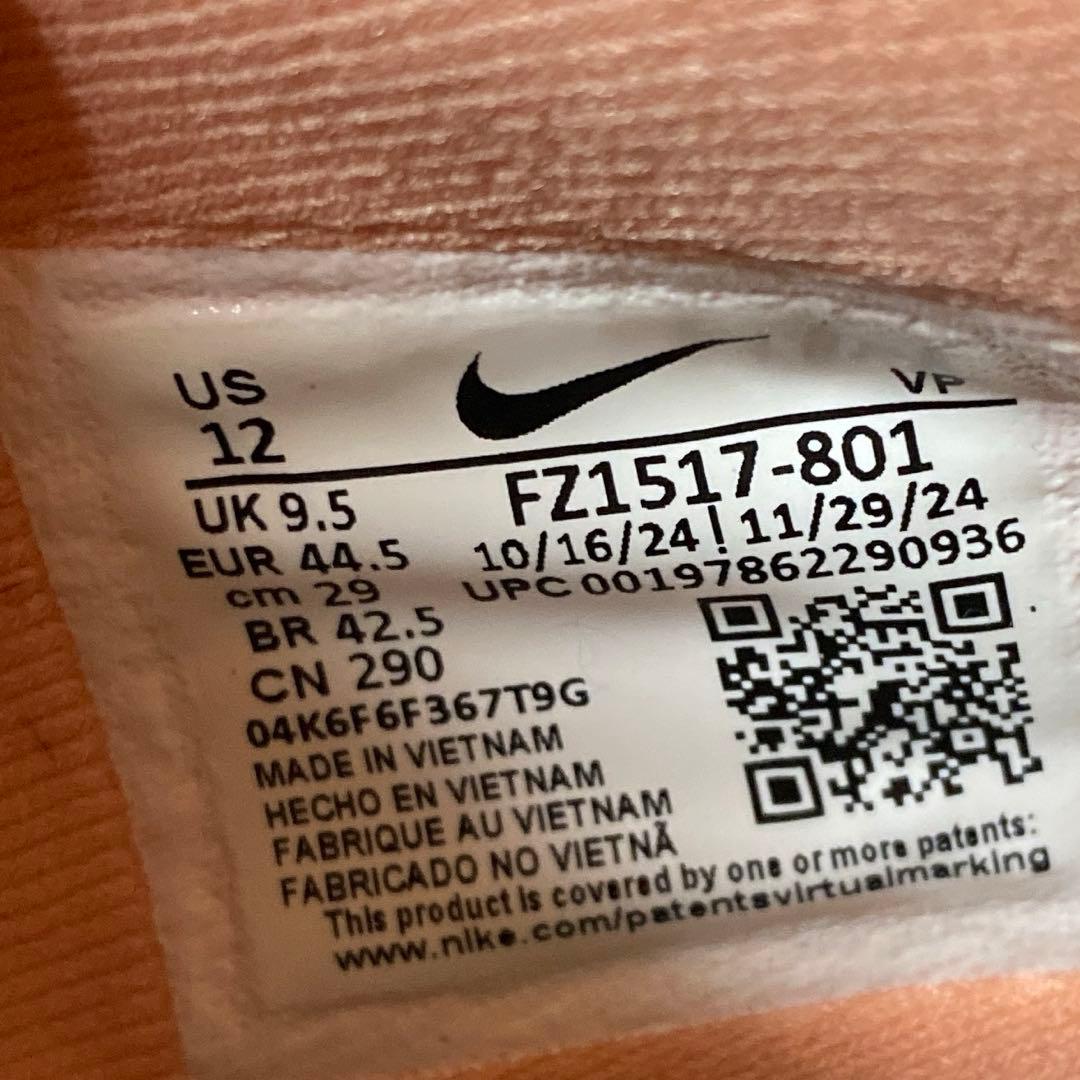 US
12
VP
UK 9.5
EUR 44.5
cm 29
BR 42.5
CN 290
FZ1517-801
10/16/24 | 11/29/24
UPC 00197862290936
04K6F6F367T9G
MADE IN VIETNAM
HECHO EN VIETNAM
FABRIQUE AU VIETNAM
FABRICADO NO VIETNÃ
This product is covered by one or more patents:
www.nike.com/patentsvirtualmarking